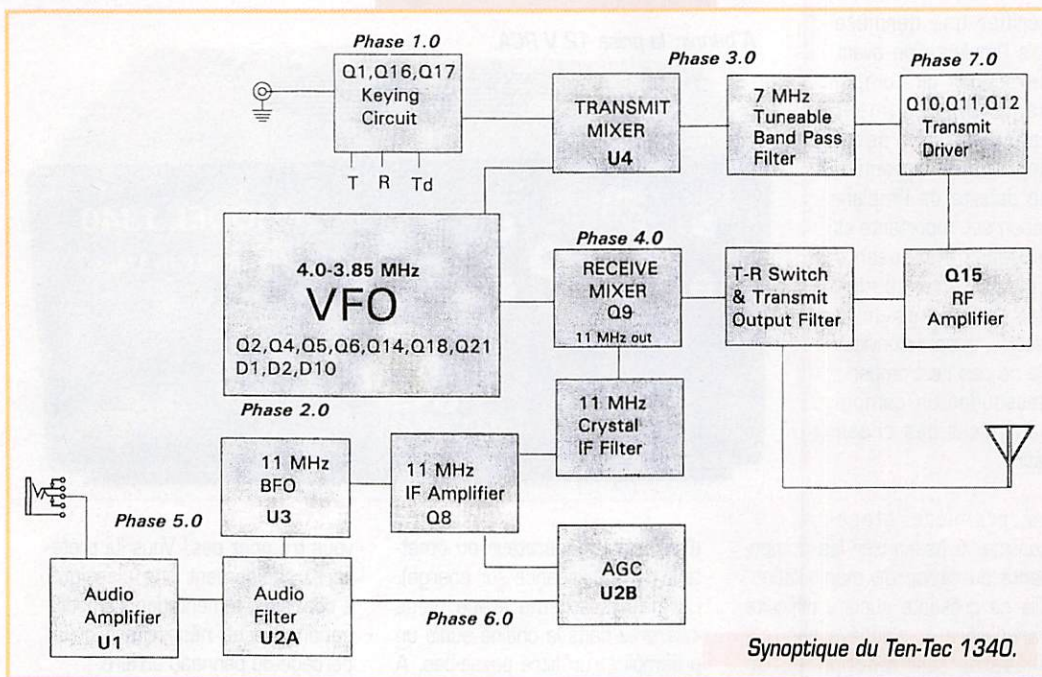 Phase 1.0
Q1,Q16,Q17
Keying
Circuit
T R Td
Phase 3.0
TRANSMIT
MIXER
U4
7 MHz
Tuneable
Band Pass
Filter
Phase 7.0
Q10,Q11,Q12
Transmit
Driver
4.0-3.85 MHz
VFO
Q2,Q4,Q5,Q6,Q14,Q18,Q21
D1,D2,D10
Phase 2.0
Phase 4.0
RECEIVE
MIXER
Q9
11 MHz out
T-R Switch
& Transmit
Output Filter
Q15
RF
Amplifier
11 MHz
Crystal
IF Filter
11 MHz
BFO
U3
11 MHz
IF Amplifier
Q8
Phase 5.0
Audio
Amplifier
U1
Audio
Filter
U2A
Phase 6.0
AGC
U2B
Synoptique du Ten-Tec 1340.